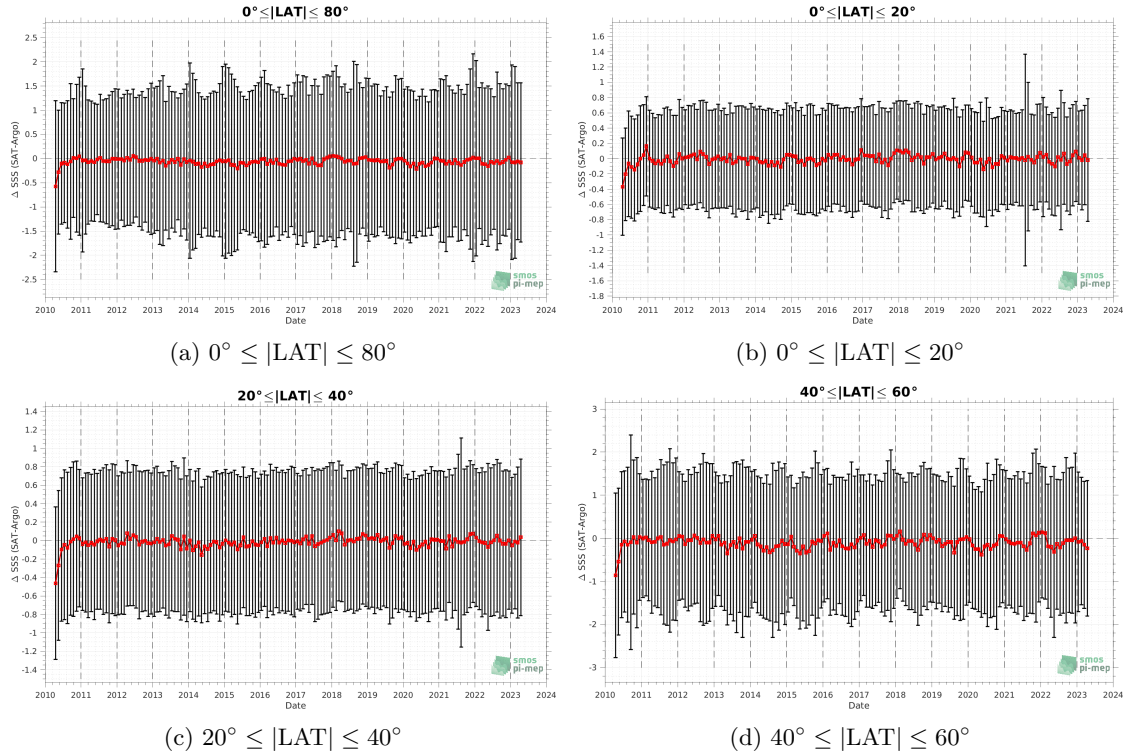 0°≤|LAT|≤ 80°
2.5
2
1.5
1
0.5
0
-0.5
-1
-1.5
-2
-2.5
Δ SSS (SAT-Argo)
2010 2011 2012 2013 2014 2015 2016 2017 2018 2019 2020 2021 2022 2023 2024
Date
smos
pi-mep
(a) 0° ≤ |LAT| ≤ 80°
0°≤|LAT|≤ 20°
1.6
1.4
1.2
1
0.8
0.6
0.4
0.2
0
-0.2
-0.4
-0.6
-0.8
-1
-1.2
-1.4
-1.6
-1.8
Δ SSS (SAT-Argo)
2010 2011 2012 2013 2014 2015 2016 2017 2018 2019 2020 2021 2022 2023 2024
Date
smos
pi-mep
(b) 0° ≤ |LAT| ≤ 20°
20°≤|LAT|≤ 40°
1.4
1.2
1
0.8
0.6
0.4
0.2
0
-0.2
-0.4
-0.6
-0.8
-1
-1.2
-1.4
Δ SSS (SAT-Argo)
2010 2011 2012 2013 2014 2015 2016 2017 2018 2019 2020 2021 2022 2023 2024
Date
smos
pi-mep
(c) 20° ≤ |LAT| ≤ 40°
40°≤|LAT|≤ 60°
3
2
1
0
-1
-2
-3
Δ SSS (SAT-Argo)
2010 2011 2012 2013 2014 2015 2016 2017 2018 2019 2020 2021 2022 2023 2024
Date
smos
pi-mep
(d) 40° ≤ |LAT| ≤ 60°